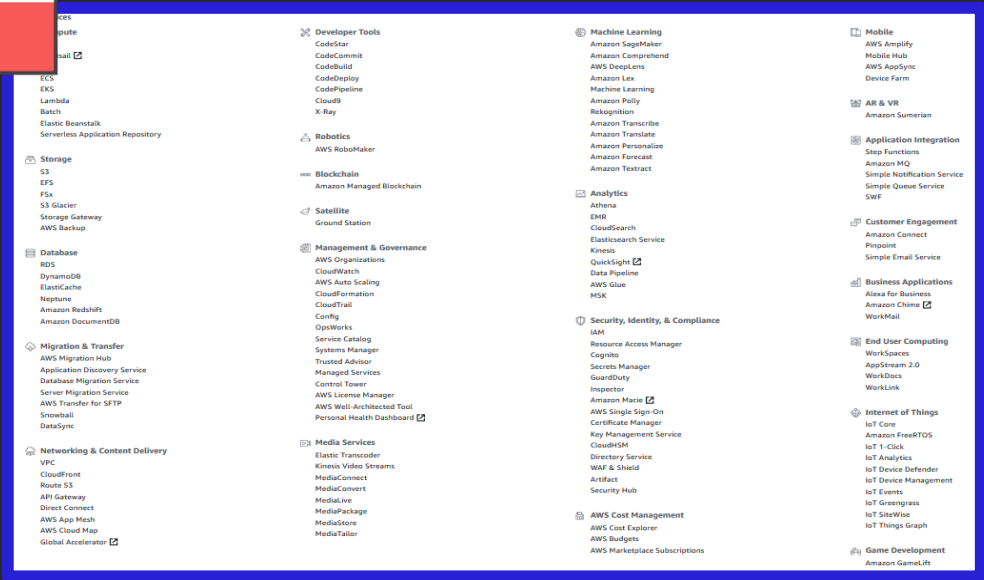 ices
pute
sail
ECS
EKS
Lambda
Batch
Elastic Beanstalk
Serverless Application Repository
Storage
S3
EFS
FSx
S3 Glacier
Storage Gateway
AWS Backup
Database
RDS
DynamoDB
ElastiCache
Neptune
Amazon Redshift
Amazon DocumentDB
Migration & Transfer
AWS Migration Hub
Application Discovery Service
Database Migration Service
Server Migration Service
AWS Transfer for SFTP
Snowball
DataSync
Networking & Content Delivery
VPC
CloudFront
Route 53
API Gateway
Direct Connect
AWS App Mesh
AWS Cloud Map
Global Accelerator
Developer Tools
CodeStar
CodeCommit
CodeBuild
CodeDeploy
CodePipeline
Cloud9
X-Ray
Robotics
AWS RoboMaker
Blockchain
Amazon Managed Blockchain
Satellite
Ground Station
Management & Governance
AWS Organizations
CloudWatch
AWS Auto Scaling
CloudFormation
CloudTrail
Config
OpsWorks
Service Catalog
Systems Manager
Trusted Advisor
Managed Services
Control Tower
AWS License Manager
AWS Well-Architected Tool
Personal Health Dashboard
Media Services
Elastic Transcoder
Kinesis Video Streams
MediaConnect
MediaConvert
MediaLive
MediaPackage
MediaStore
MediaTailor
Machine Learning
Amazon SageMaker
Amazon Comprehend
AWS DeepLens
Amazon Lex
Machine Learning
Amazon Polly
Rekognition
Amazon Transcribe
Amazon Translate
Amazon Personalize
Amazon Forecast
Amazon Textract
Analytics
Athena
EMR
CloudSearch
Elasticsearch Service
Kinesis
QuickSight
Data Pipeline
AWS Glue
MSK
Security, Identity, & Compliance
IAM
Resource Access Manager
Cognito
Secrets Manager
GuardDuty
Inspector
Amazon Macie
AWS Single Sign-On
Certificate Manager
Key Management Service
CloudHSM
Directory Service
WAF & Shield
Artifact
Security Hub
AWS Cost Management
AWS Cost Explorer
AWS Budgets
AWS Marketplace Subscriptions
Mobile
AWS Amplify
Mobile Hub
AWS AppSync
Device Farm
AR & VR
Amazon Sumerian
Application Integration
Step Functions
Amazon MQ
Simple Notification Service
Simple Queue Service
SWF
Customer Engagement
Amazon Connect
Pinpoint
Simple Email Service
Business Applications
Alexa for Business
Amazon Chime
WorkMail
End User Computing
WorkSpaces
AppStream 2.0
WorkDocs
WorkLink
Internet of Things
IoT Core
Amazon FreeRTOS
IoT 1-Click
IoT Analytics
IoT Device Defender
IoT Device Management
IoT Events
IoT Greengrass
IoT SiteWise
IoT Things Graph
Game Development
Amazon GameLift